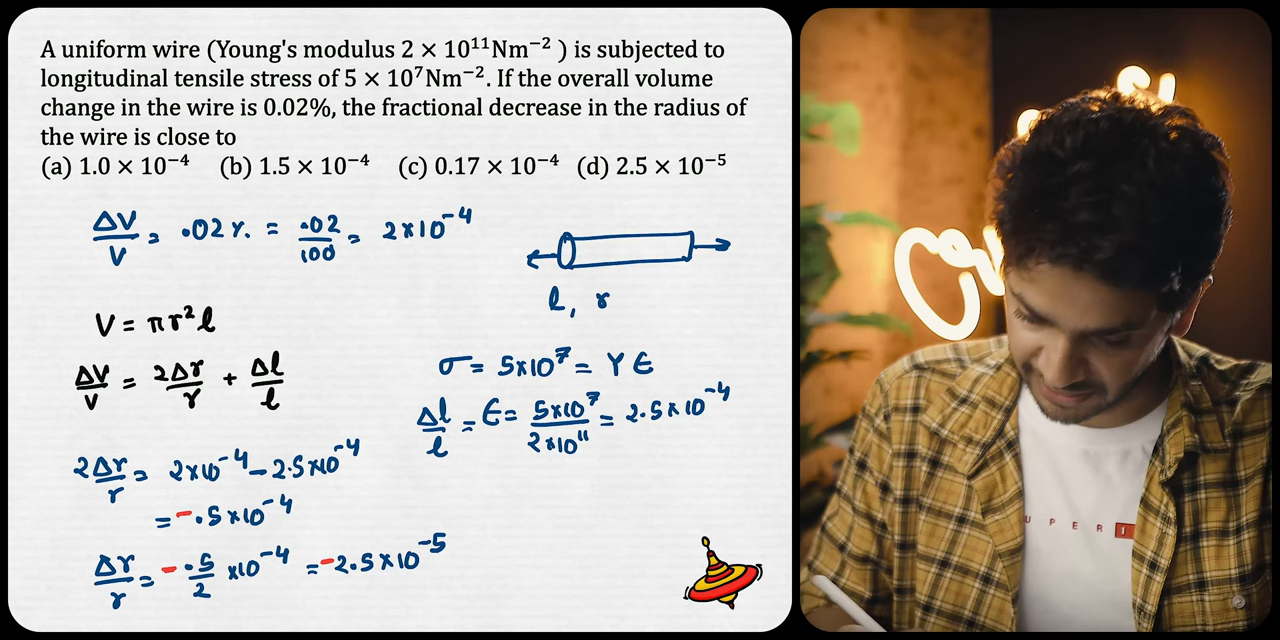 A uniform wire (Young's modulus 2 × 10¹¹Nm⁻² ) is subjected to
longitudinal tensile stress of 5 × 10⁷Nm⁻². If the overall volume
change in the wire is 0.02%, the fractional decrease in the radius of
the wire is close to
(a) 1.0 × 10⁻⁴ (b) 1.5 × 10⁻⁴ (c) 0.17 × 10⁻⁴ (d) 2.5 × 10⁻⁵
ΔV/V = .02% = .02/100 = 2×10⁻⁴
l, r
V = πr²l
ΔV/V = 2Δr/r + Δl/l
σ = 5×10⁷ = Y ϵ
Δl/l = ϵ = 5×10⁷/2×10¹¹ = 2.5×10⁻⁴
2Δr/r = 2×10⁻⁴ - 2.5×10⁻⁴
= -.5×10⁻⁴
Δr/r = -.5/2 ×10⁻⁴ = -2.5×10⁻⁵
UPERI